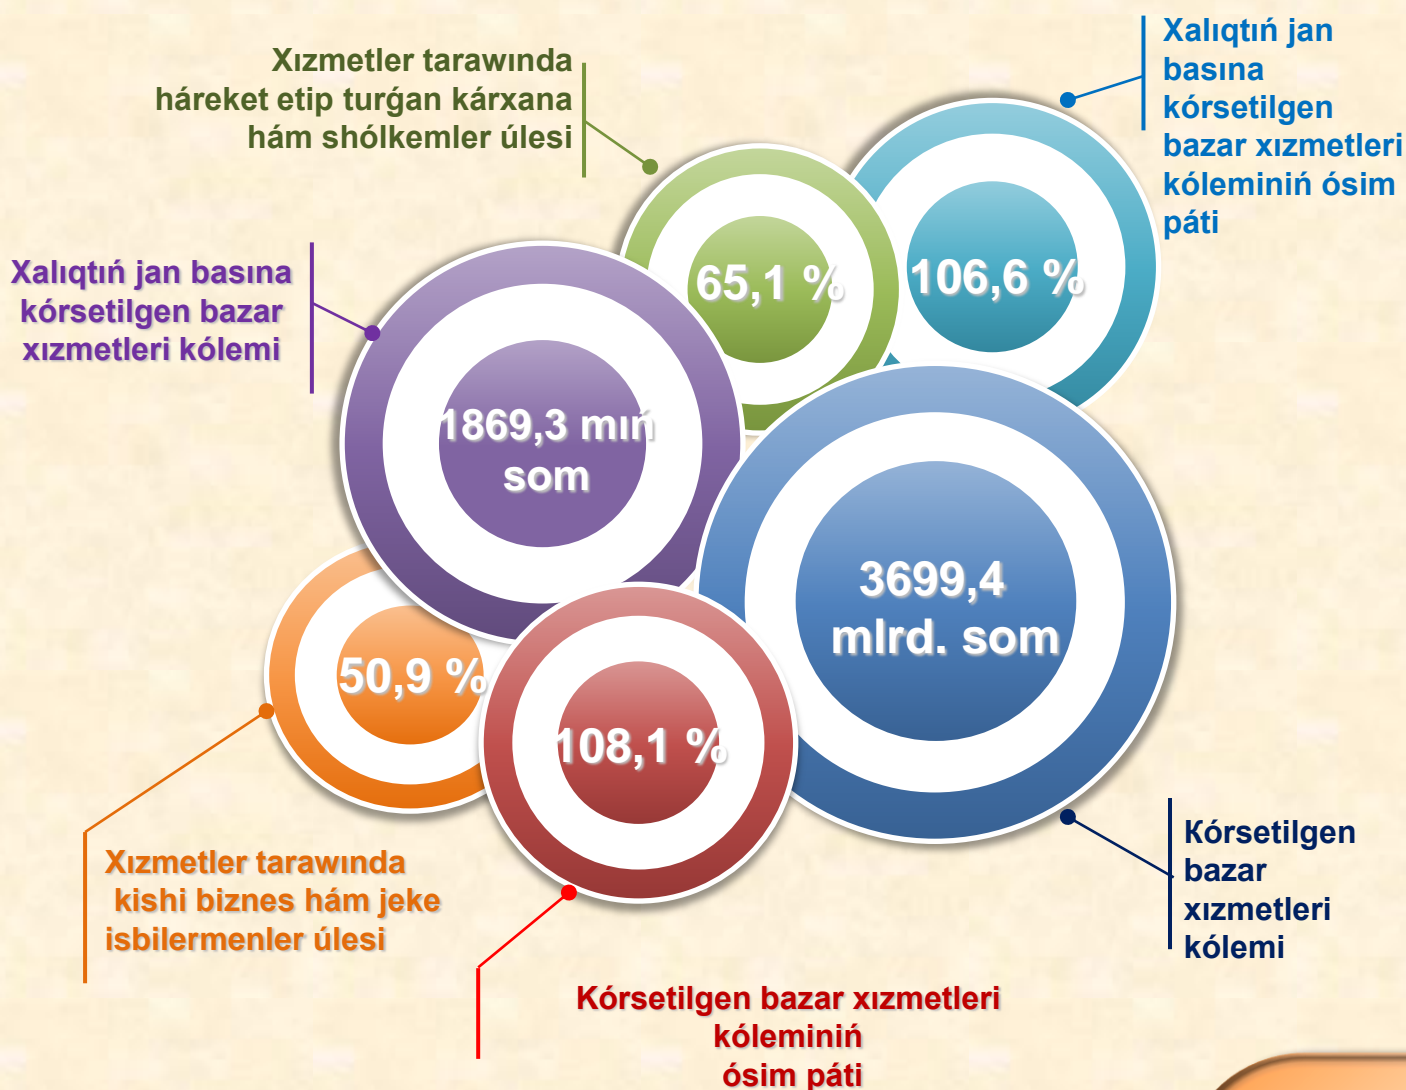 Xızmetler tarawında
háreket etip turǵan kárxana
hám shólkemler úlesi
Xalıqtıń jan
basına
kórsetilgen
bazar xızmetleri
kóleminiń ósim
páti
Xalıqtıń jan basına
kórsetilgen bazar
xızmetleri kólemi
65,1 %
106,6 %
1869,3 mıń
som
3699,4
mlrd. som
50,9 %
108,1 %
Xızmetler tarawında
kishi biznes hám jeke
isbilermenler úlesi
Kórsetilgen
bazar
xızmetleri
kólemi
Kórsetilgen bazar xızmetleri
kóleminiń
ósim páti